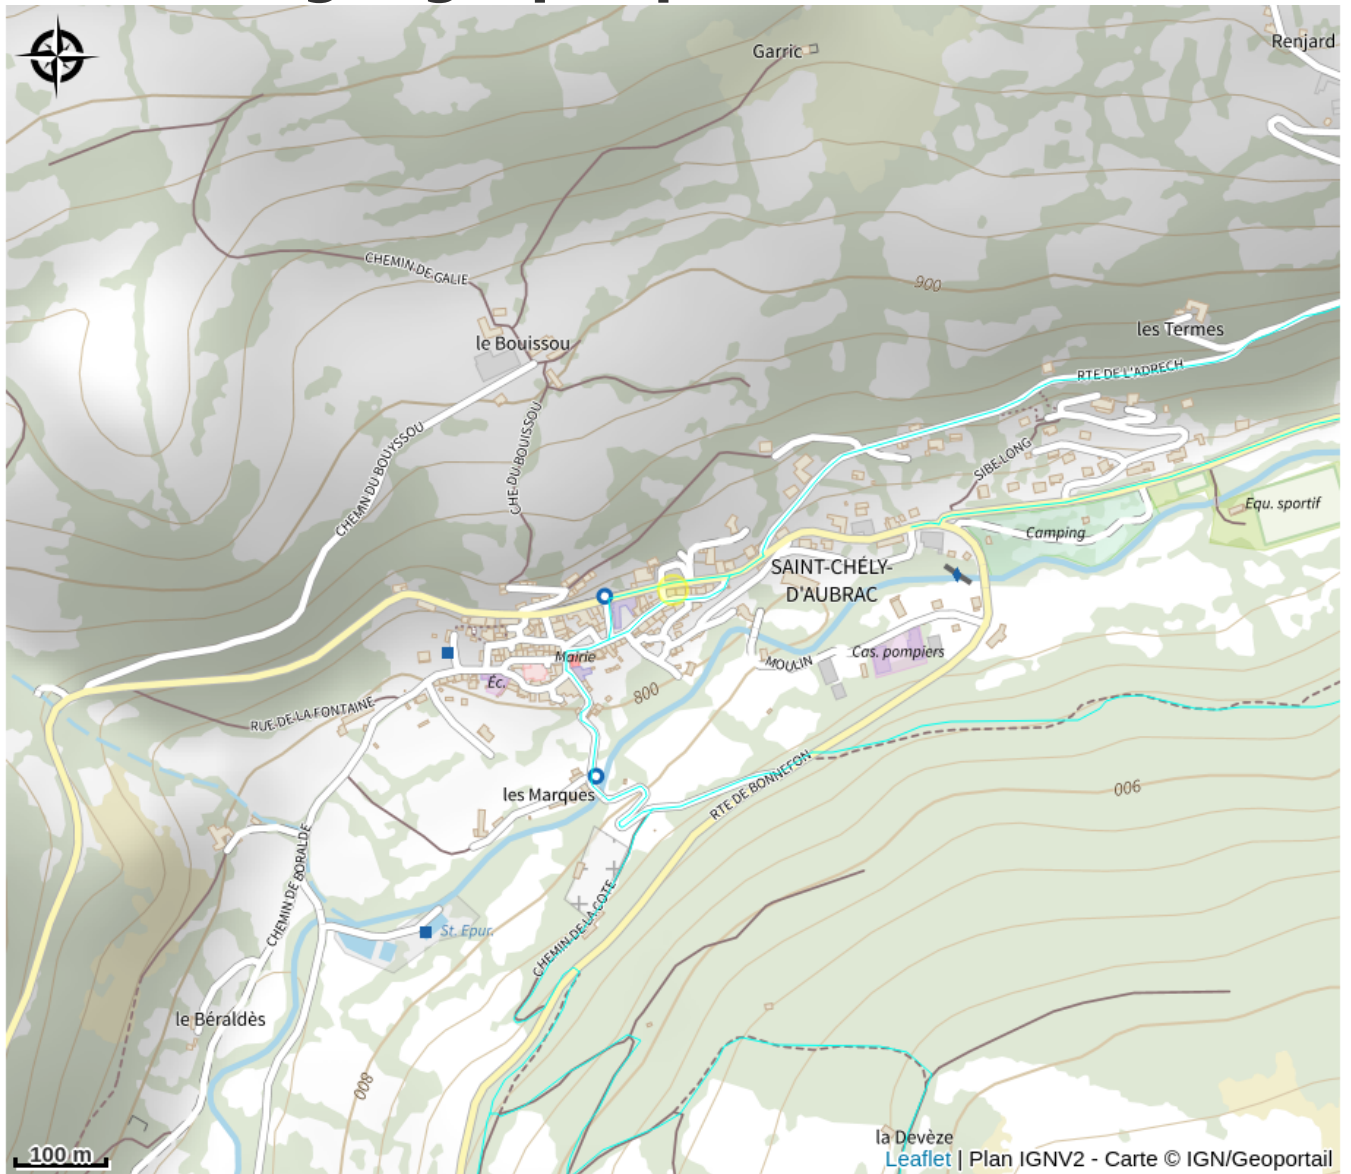 Garric
Renjard
CHEMIN DE GALIE
900
le Bouissou
les Termes
RTE DE L'ADRECH
CHEMIN DU BOUYSSOU
CHE DU BOUISSOU
SIBE-LONG
Equ. sportif
Camping
SAINT-CHÉLY-
D'AUBRAC
Mairie
MOULIN
Cas. pompiers
Éc.
800
RUE DE LA FONTAINE
les Marques
RTE DE BONNEFON
900
CHEMIN DE BORALDE
CHEMIN DE LA COTE
St. Epur.
le Béraldès
800
la Devèze
100 m
Leaflet | Plan IGNV2 - Carte © IGN/Geoportail